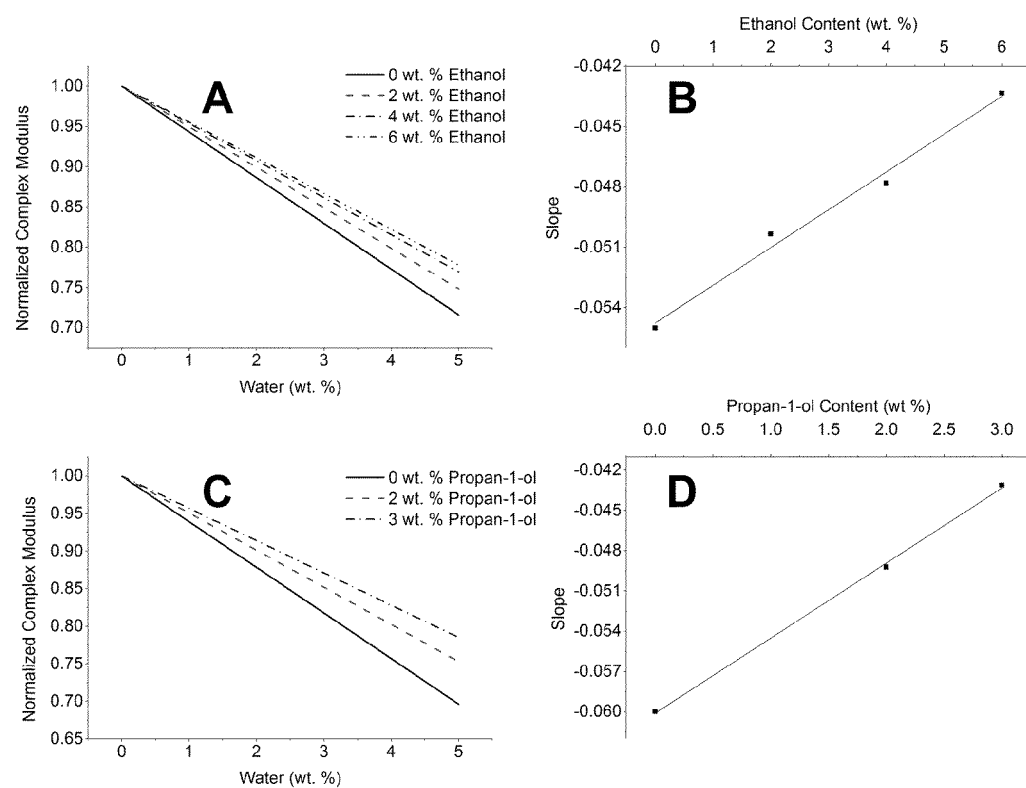 Ethanol Content (wt. %)
0 1 2 3 4 5 6
A
B
0 wt. % Ethanol
2 wt. % Ethanol
4 wt. % Ethanol
6 wt. % Ethanol
Normalized Complex Modulus
1.00
0.95
0.90
0.85
0.80
0.75
0.70
0 1 2 3 4 5
Water (wt. %)
Slope
-0.042
-0.045
-0.048
-0.051
-0.054
Propan-1-ol Content (wt %)
0.0 0.5 1.0 1.5 2.0 2.5 3.0
C
D
0 wt. % Propan-1-ol
2 wt. % Propan-1-ol
3 wt. % Propan-1-ol
Normalized Complex Modulus
1.00
0.95
0.90
0.85
0.80
0.75
0.70
0.65
0 1 2 3 4 5
Water (wt. %)
Slope
-0.042
-0.045
-0.048
-0.051
-0.054
-0.057
-0.060